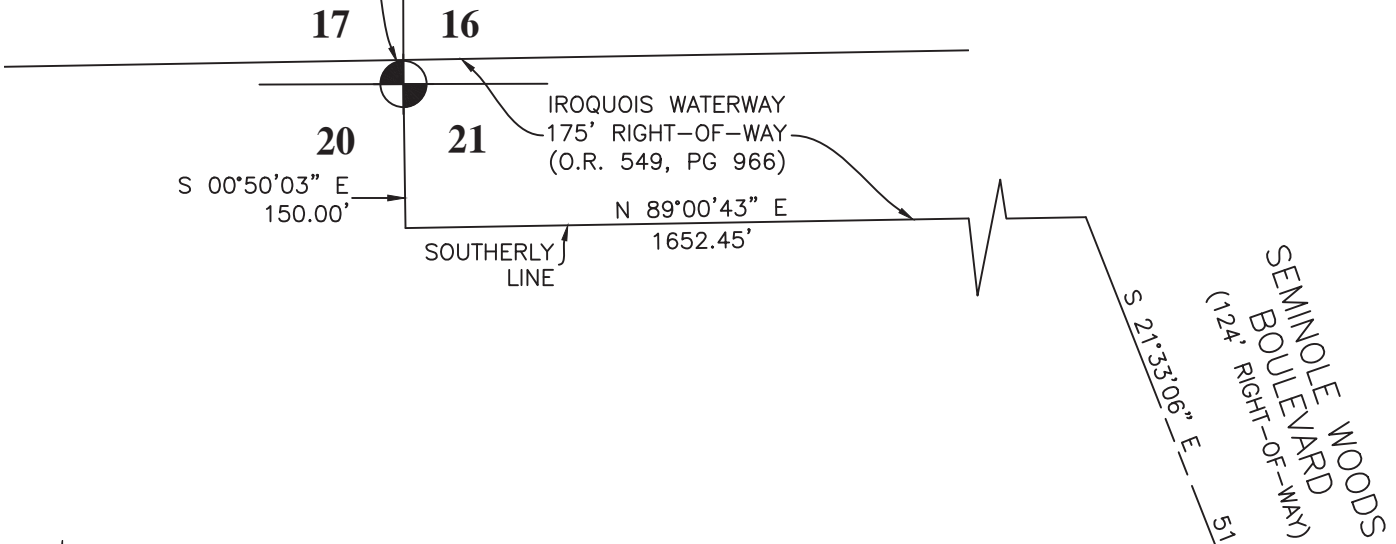 17
16
20
21
IROQUOIS WATERWAY
175' RIGHT-OF-WAY
(O.R. 549, PG 966)
S 00°50'03" E
150.00'
N 89°00'43" E
1652.45'
SOUTHERLY
LINE
S 21°33'06" E 51
SEMINOLE WOODS
BOULEVARD
(124' RIGHT-OF-WAY)